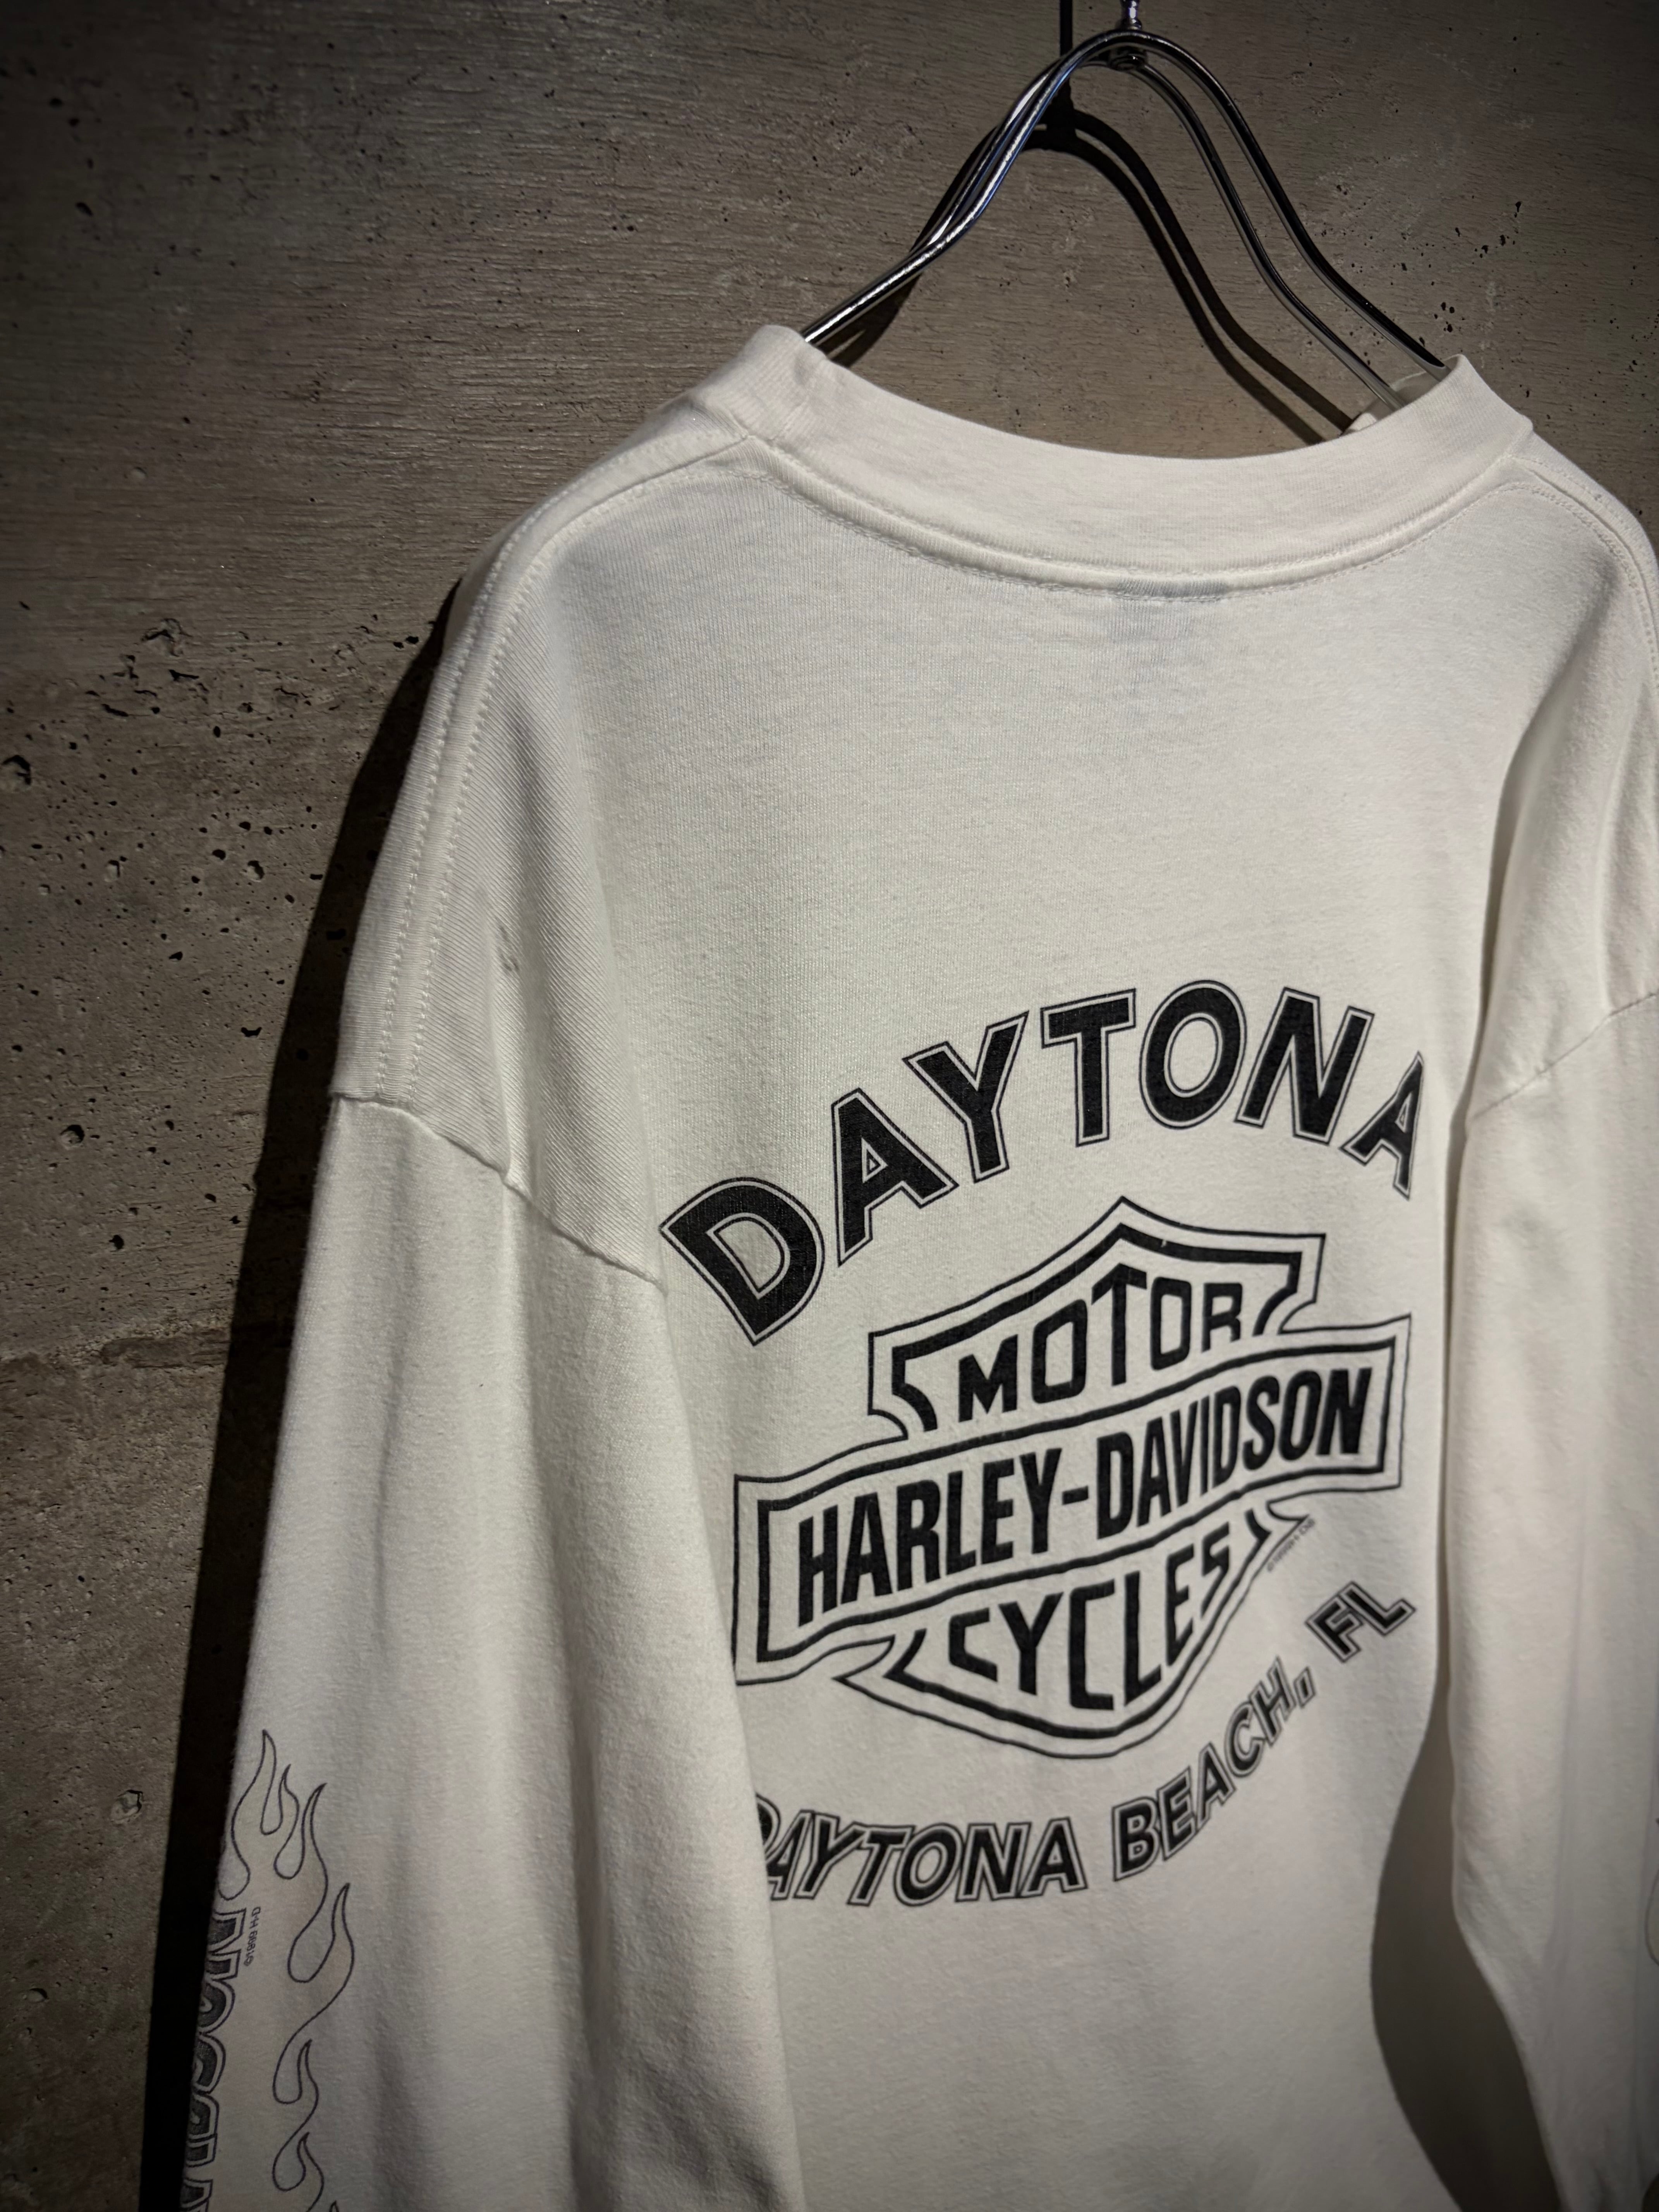 DAYTONA
MOTOR
HARLEY-DAVIDSON
CYCLES
DAYTONA BEACH, FL